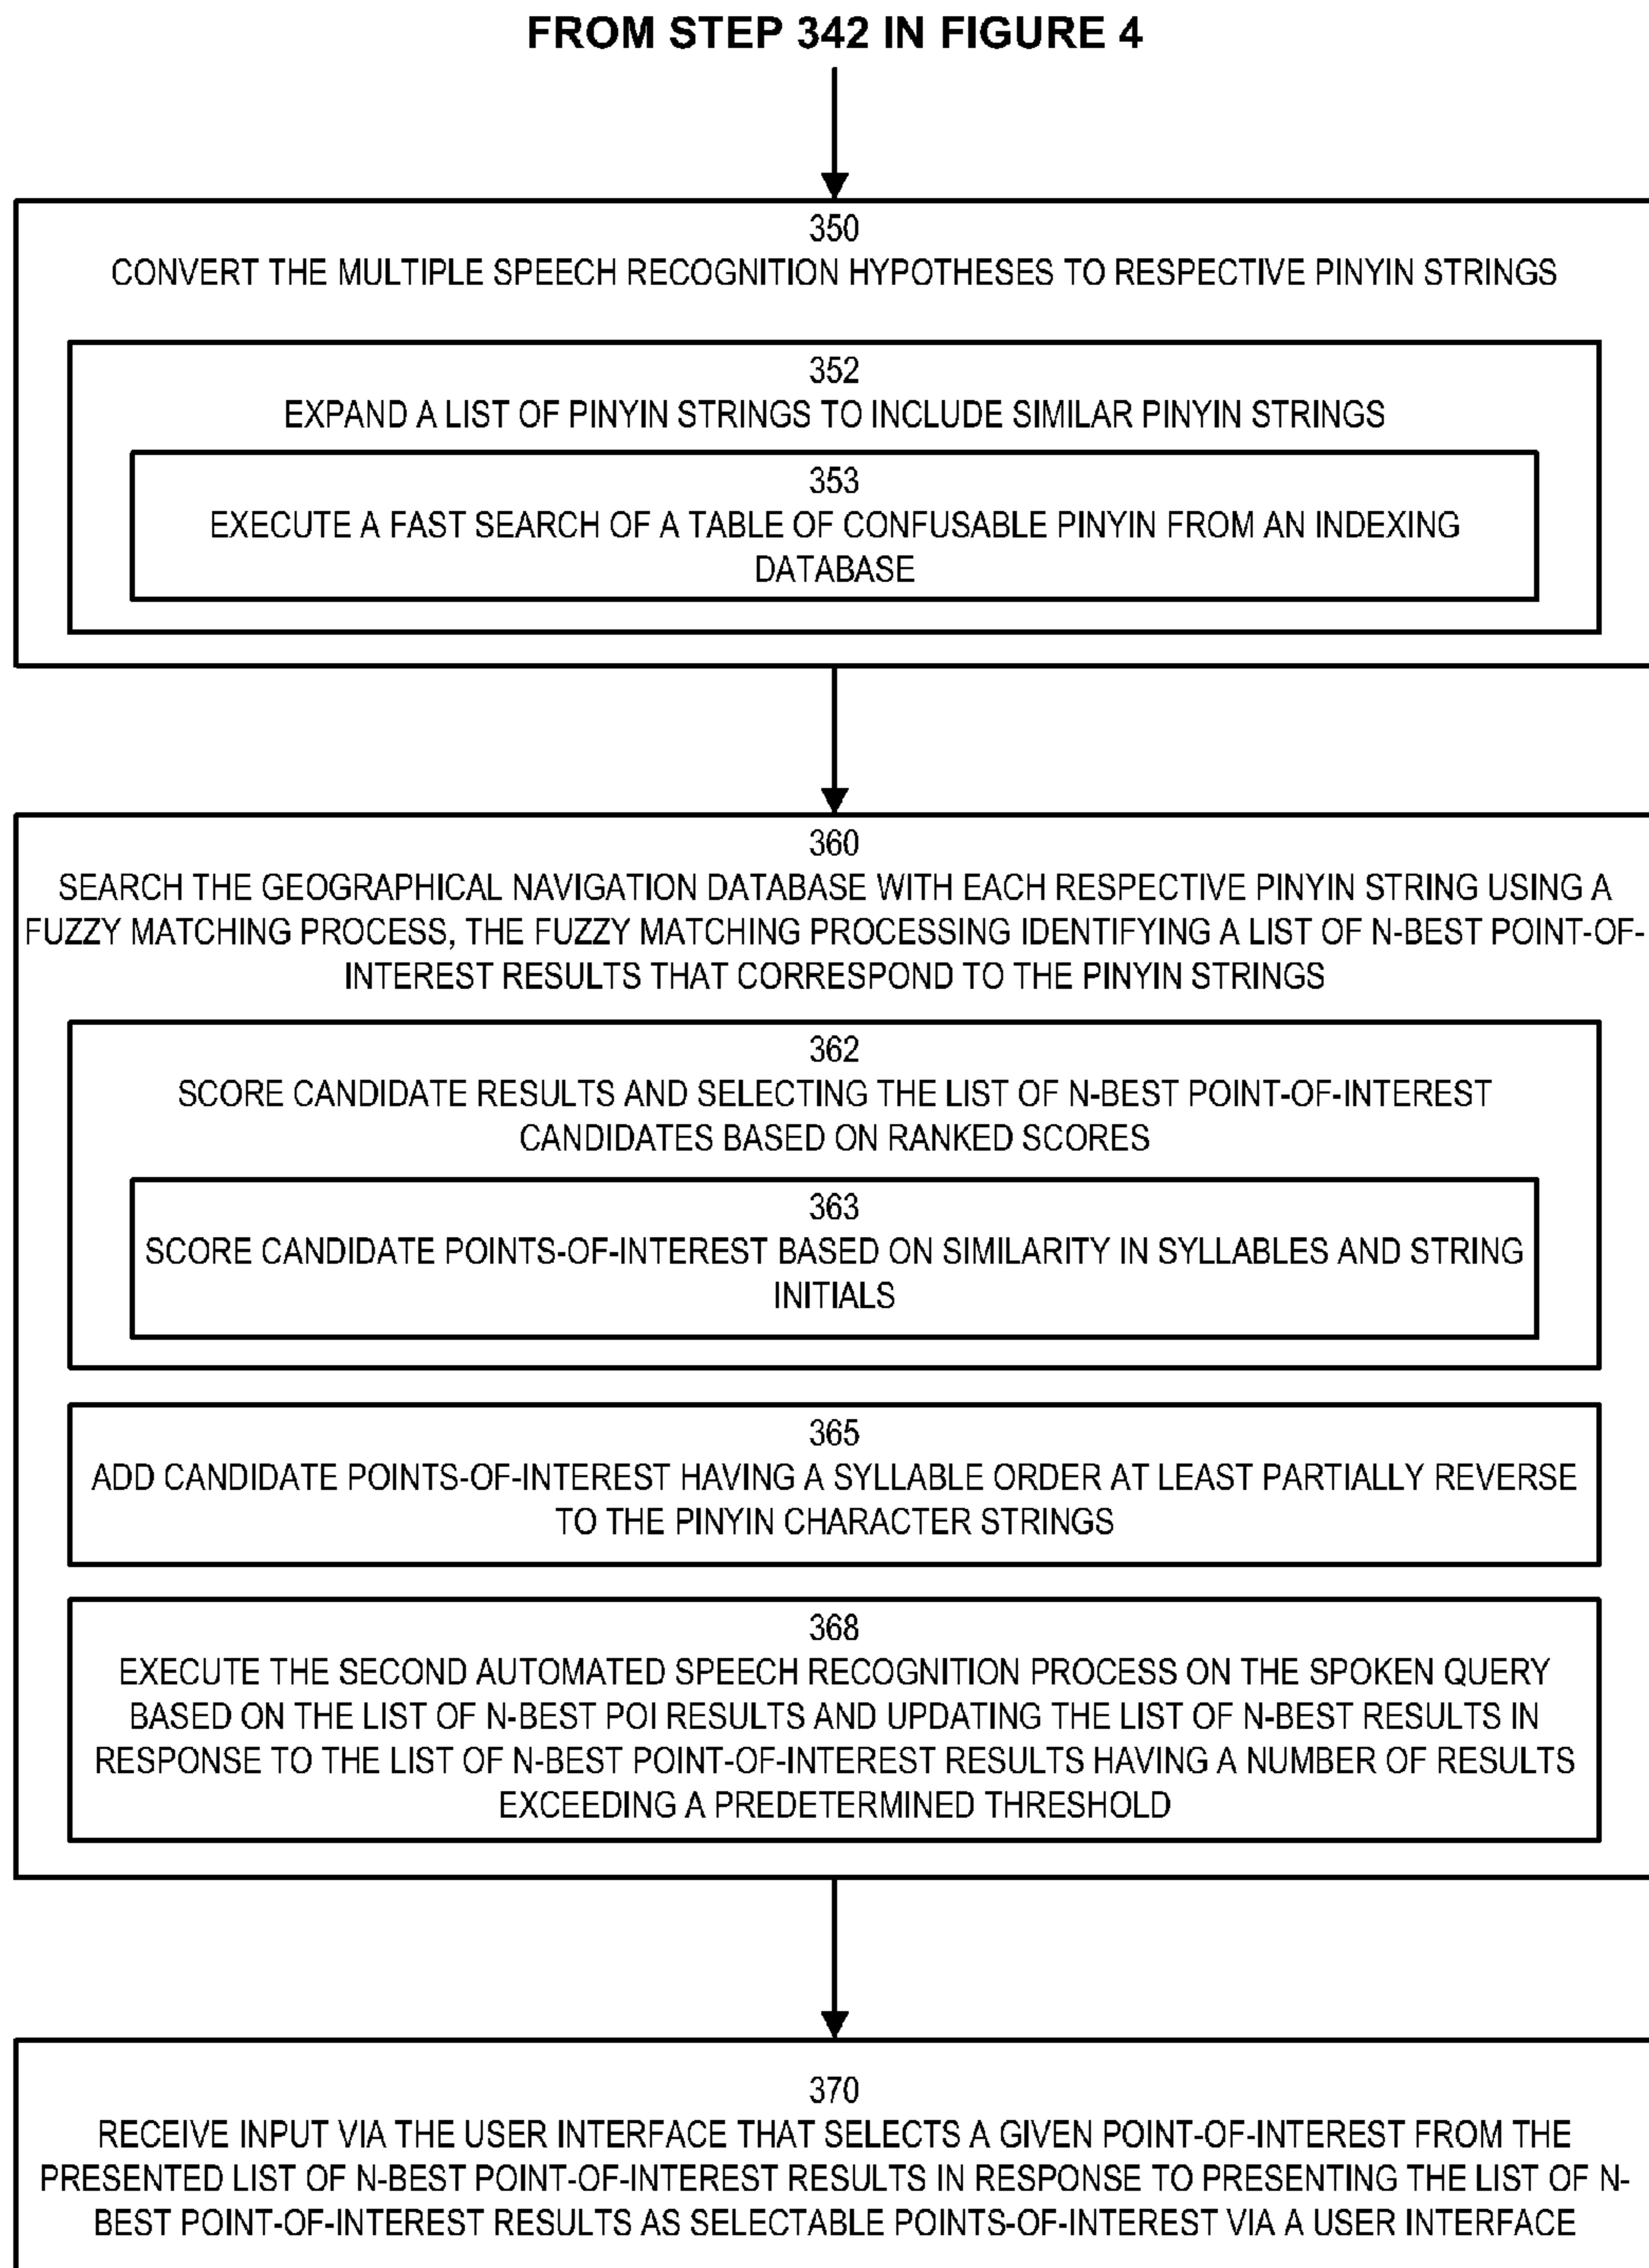 FROM STEP 342 IN FIGURE 4
350
CONVERT THE MULTIPLE SPEECH RECOGNITION HYPOTHESES TO RESPECTIVE PINYIN STRINGS
352
EXPAND A LIST OF PINYIN STRINGS TO INCLUDE SIMILAR PINYIN STRINGS
353
EXECUTE A FAST SEARCH OF A TABLE OF CONFUSABLE PINYIN FROM AN INDEXING
DATABASE
360
SEARCH THE GEOGRAPHICAL NAVIGATION DATABASE WITH EACH RESPECTIVE PINYIN STRING USING A
FUZZY MATCHING PROCESS, THE FUZZY MATCHING PROCESSING IDENTIFYING A LIST OF N-BEST POINT-OF-
INTEREST RESULTS THAT CORRESPOND TO THE PINYIN STRINGS
362
SCORE CANDIDATE RESULTS AND SELECTING THE LIST OF N-BEST POINT-OF-INTEREST
CANDIDATES BASED ON RANKED SCORES
363
SCORE CANDIDATE POINTS-OF-INTEREST BASED ON SIMILARITY IN SYLLABLES AND STRING
INITIALS
365
ADD CANDIDATE POINTS-OF-INTEREST HAVING A SYLLABLE ORDER AT LEAST PARTIALLY REVERSE
TO THE PINYIN CHARACTER STRINGS
368
EXECUTE THE SECOND AUTOMATED SPEECH RECOGNITION PROCESS ON THE SPOKEN QUERY
BASED ON THE LIST OF N-BEST POI RESULTS AND UPDATING THE LIST OF N-BEST RESULTS IN
RESPONSE TO THE LIST OF N-BEST POINT-OF-INTEREST RESULTS HAVING A NUMBER OF RESULTS
EXCEEDING A PREDETERMINED THRESHOLD
370
RECEIVE INPUT VIA THE USER INTERFACE THAT SELECTS A GIVEN POINT-OF-INTEREST FROM THE
PRESENTED LIST OF N-BEST POINT-OF-INTEREST RESULTS IN RESPONSE TO PRESENTING THE LIST OF N-
BEST POINT-OF-INTEREST RESULTS AS SELECTABLE POINTS-OF-INTEREST VIA A USER INTERFACE